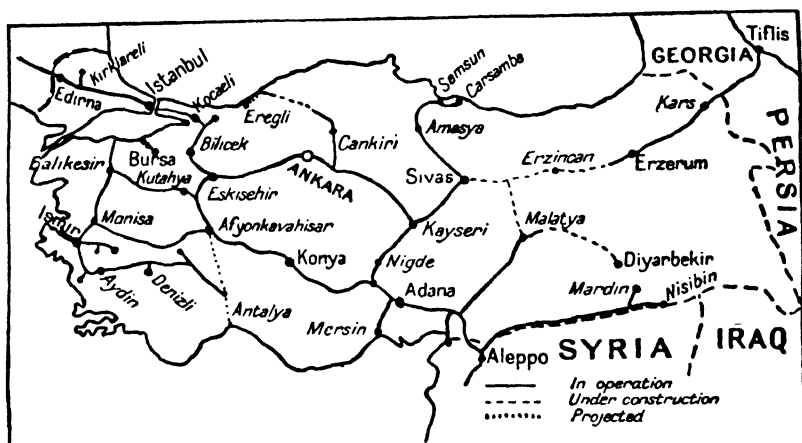 Tiflis
GEORGIA
Kirklareli
Istanbul
Samsun
Carsamba
Edirna
Kocaeli
Eregli
Kars
Amasya
Cankiri
PERSIA
Balikesir
Bursa
Bilicek
Erzincan
Erzerum
Kutahya
ANKARA
Sivas
Eskisehir
Ismir
Monisa
Afyonkavahisar
Kayseri
Malatya
Konya
Nigde
Diyarbekir
Aydin
Denizli
Adana
Mardin
Nisibin
Antalya
Mersin
Aleppo
SYRIA
IRAQ
In operation
Under construction
Projected